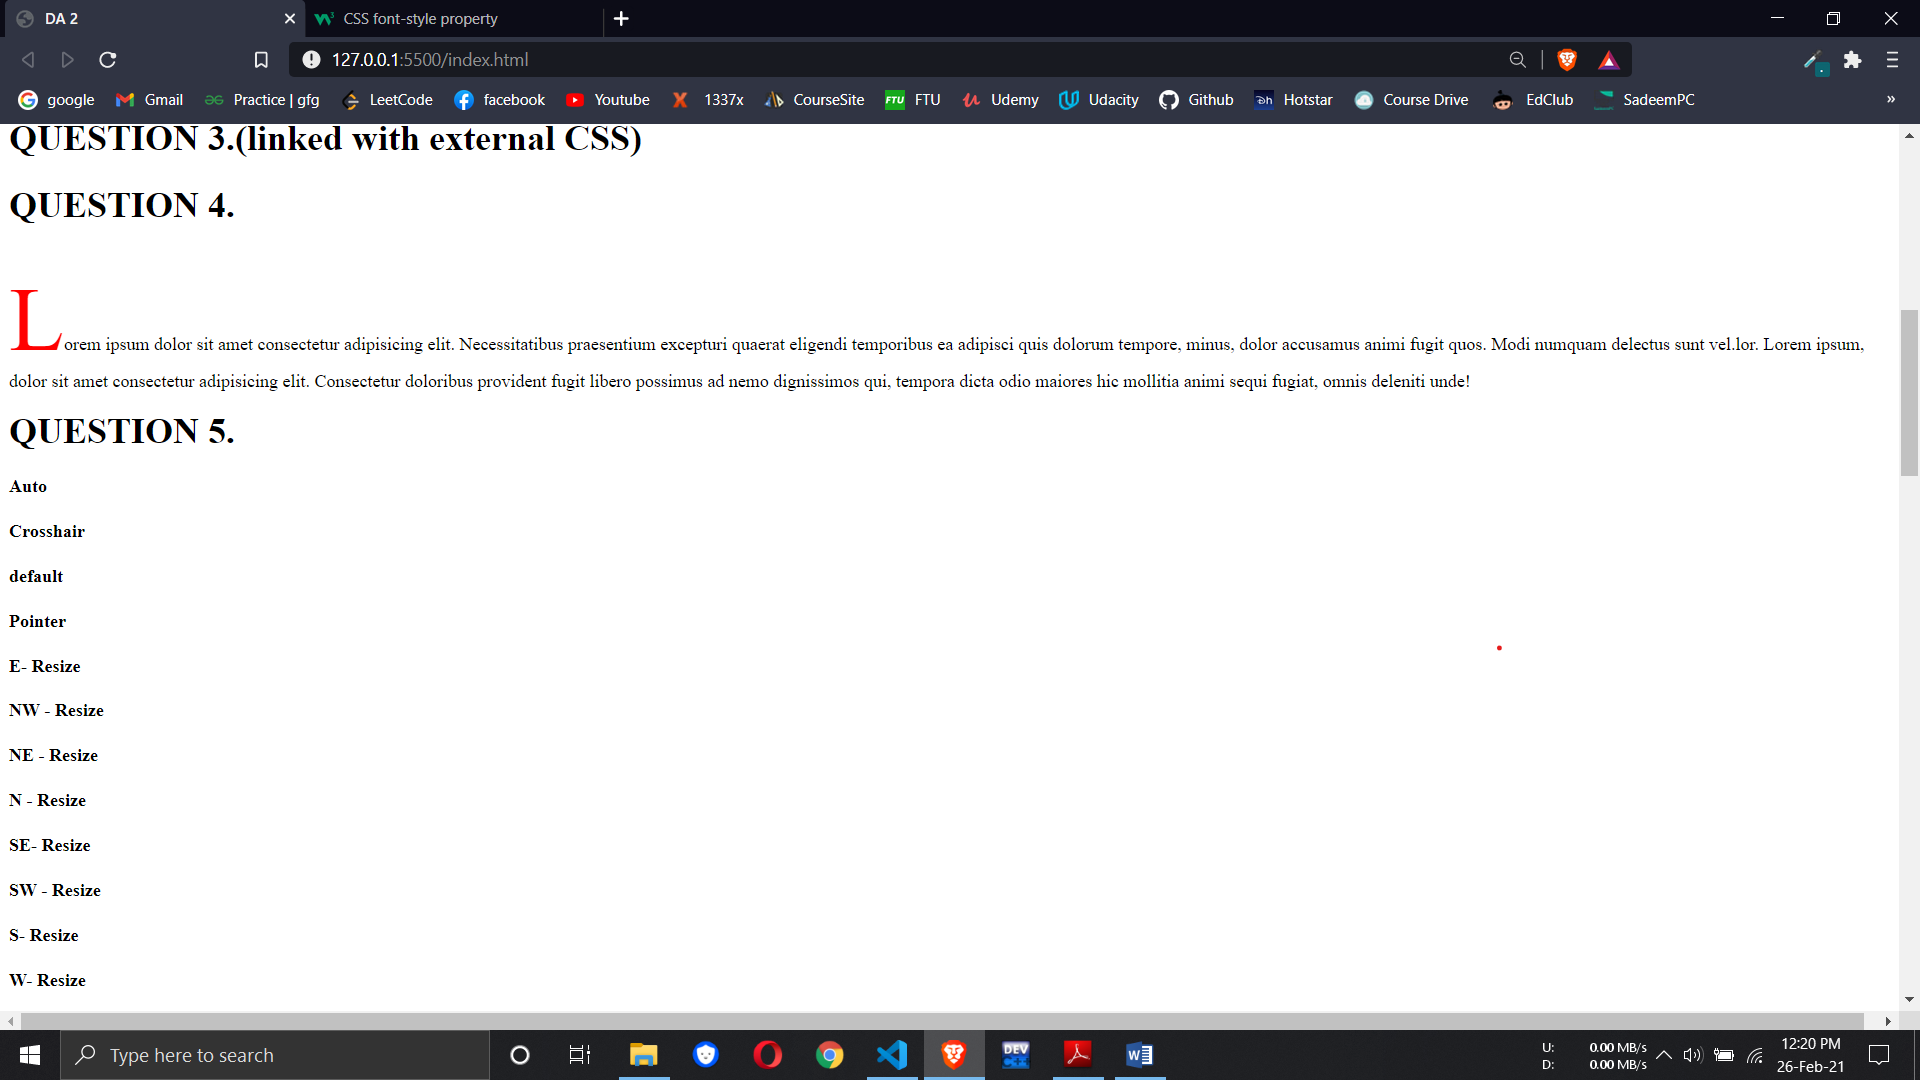 DA 2
CSS font-style property
127.0.0.1:5500/index.html
google Gmail Practice | gfg LeetCode facebook Youtube 1337x CourseSite FTU FTU Udemy Udacity Github Hotstar Course Drive EdClub SadeemPC »
QUESTION 3.(linked with external CSS)
QUESTION 4.
Lorem ipsum dolor sit amet consectetur adipisicing elit. Necessitatibus praesentium excepturi quaerat eligendi temporibus ea adipisci quis dolorum tempore, minus, dolor accusamus animi fugit quos. Modi numquam delectus sunt vel.lor. Lorem ipsum,
dolor sit amet consectetur adipisicing elit. Consectetur doloribus provident fugit libero possimus ad nemo dignissimos qui, tempora dicta odio maiores hic mollitia animi sequi fugiat, omnis deleniti unde!
QUESTION 5.
Auto
Crosshair
default
Pointer
E- Resize
NW - Resize
NE - Resize
N - Resize
SE- Resize
SW - Resize
S- Resize
W- Resize
Type here to search
DEV C++
U: 0.00 MB/s
D: 0.00 MB/s
12:20 PM
26-Feb-21